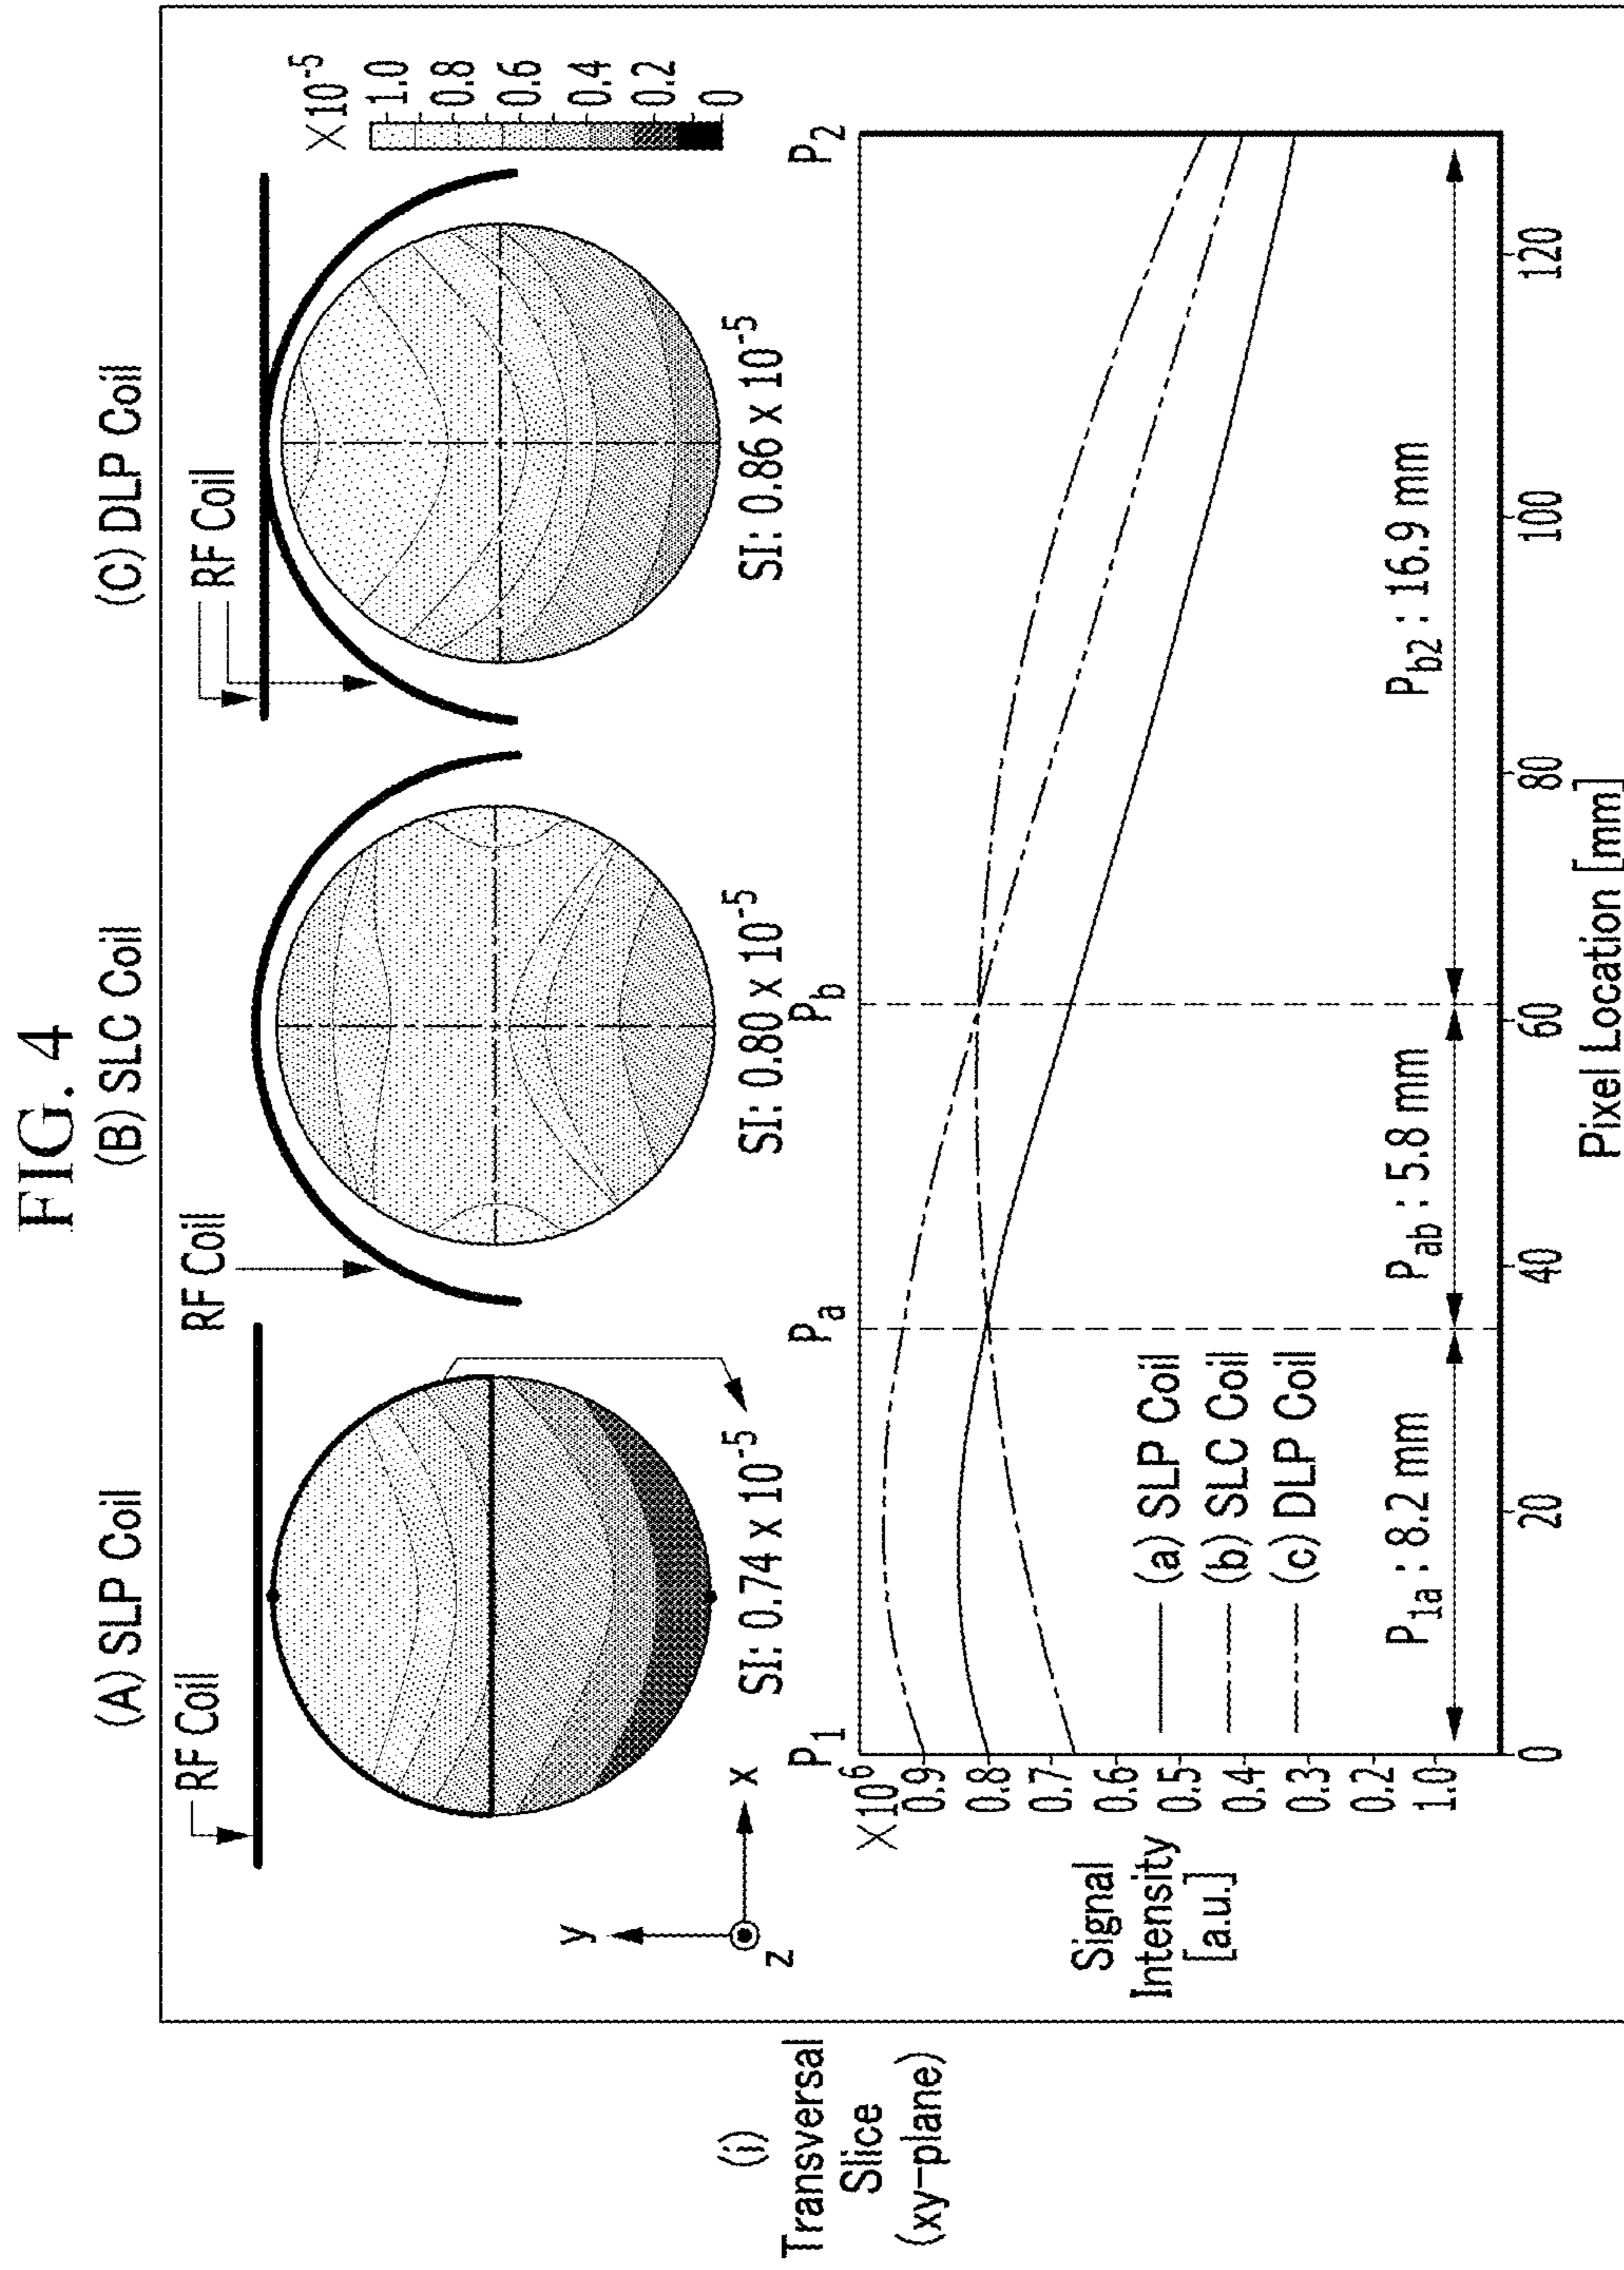 FIG. 4
(A) SLP Coil
(B) SLC Coil
(C) DLP Coil
RF Coil
RF Coil
RF Coil
×10⁻⁵
1.0
0.8
0.6
0.4
0.2
0
y
x
z
SI: 0.74 x 10⁻⁵
SI: 0.80 x 10⁻⁵
SI: 0.86 x 10⁻⁵
(i)
Transversal
Slice
(xy-plane)
P₁
Pₐ
P_b
P₂
×10⁶
0.9
0.8
0.7
0.6
0.5
0.4
0.3
0.2
1.0
Signal
Intensity
[a.u.]
(a) SLP Coil
(b) SLC Coil
(c) DLP Coil
P₁ₐ : 8.2 mm
P_ab : 5.8 mm
P_b2 : 16.9 mm
0 20 40 60 80 100 120
Pixel Location [mm]